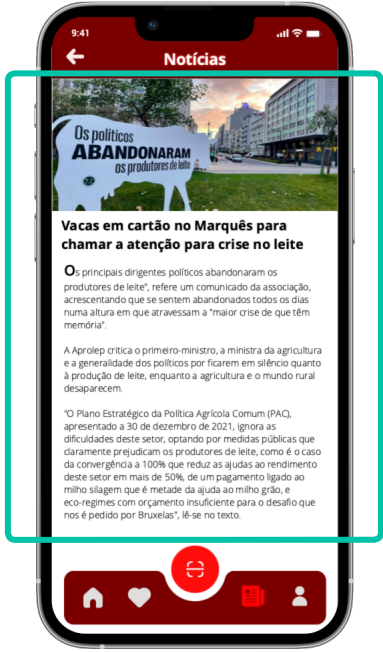 9:41
Notícias
Os políticos
ABANDONARAM
os produtores de leite
Vacas em cartão no Marquês para
chamar a atenção para crise no leite
Os principais dirigentes políticos abandonaram os
produtores de leite", refere um comunicado da associação,
acrescentando que se sentem abandonados todos os dias
numa altura em que atravessam a "maior crise de que têm
memória".
A Aprolep critica o primeiro-ministro, a ministra da agricultura
e a generalidade dos políticos por ficarem em silêncio quanto
à produção de leite, enquanto a agricultura e o mundo rural
desaparecem.
"O Plano Estratégico da Política Agrícola Comum (PAC),
apresentado a 30 de dezembro de 2021, ignora as
dificuldades deste setor, optando por medidas públicas que
claramente prejudicam os produtores de leite, como é o caso
da convergência a 100% que reduz as ajudas ao rendimento
deste setor em mais de 50%, de um pagamento ligado ao
milho silagem que é metade da ajuda ao milho grão, e
eco-regimes com orçamento insuficiente para o desafio que
nos é pedido por Bruxelas", lê-se no texto.